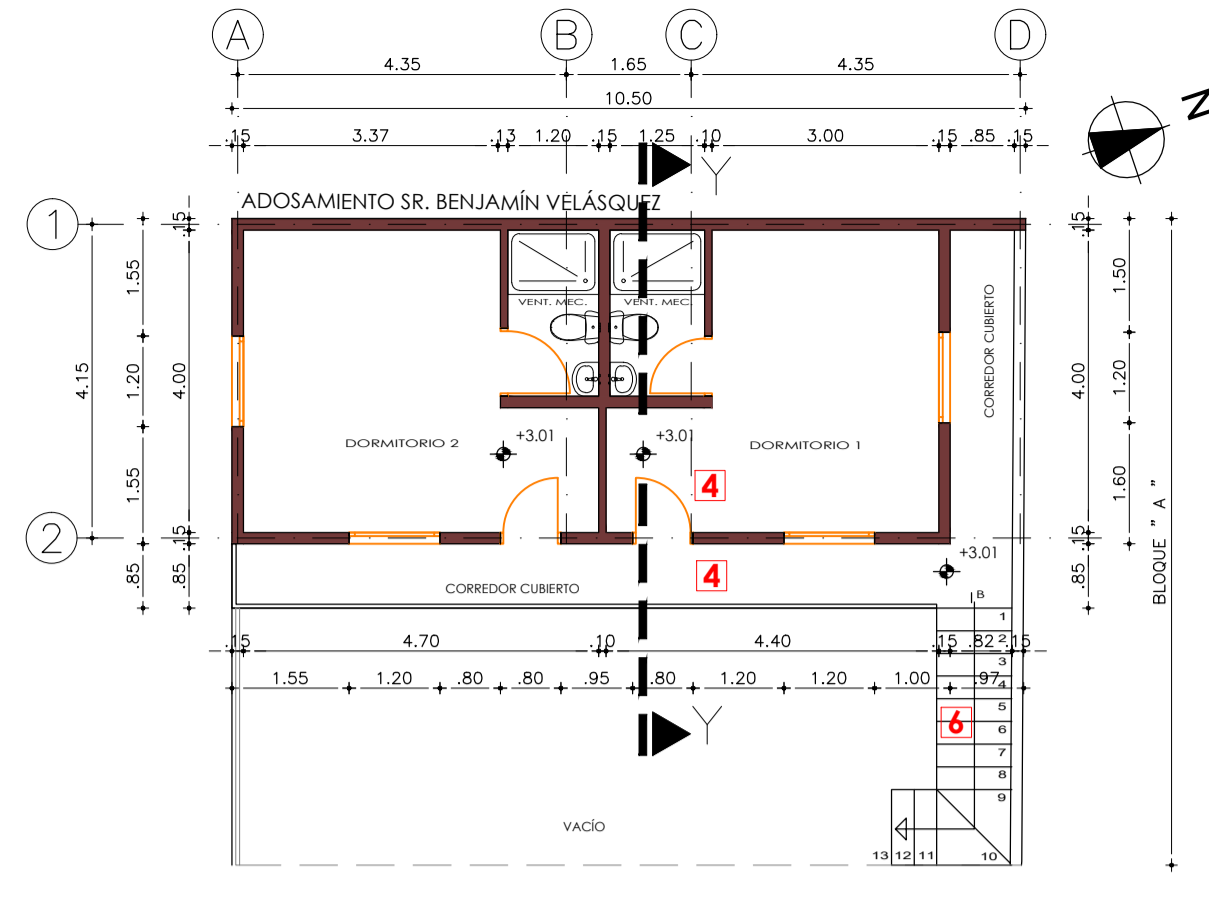 A B C D
4.35 1.65 4.35
10.50
.15 3.37 .13 1.20 .15 1.25 .10 3.00 .15 .85 .15
N
Y
ADOSAMIENTO SR. BENJAMÍN VELÁSQUEZ
1
.15 .15
1.55 1.50
VENT. MEC. VENT. MEC.
CORREDOR CUBIERTO
4.15 1.20 4.00 4.00 1.20
DORMITORIO 2 +3.01 +3.01 DORMITORIO 1
1.55 4 1.60
BLOQUE " A "
2
.15 .15
+3.01
.85 .85 4 .85
CORREDOR CUBIERTO
B
1
.15 4.70 .10 4.40 .15 .82 .15
2
3
1.55 1.20 .80 .80 .95 .80 1.20 1.20 1.00 .97
4
5
6
6
Y
7
8
9
VACÍO
13 12 11 10